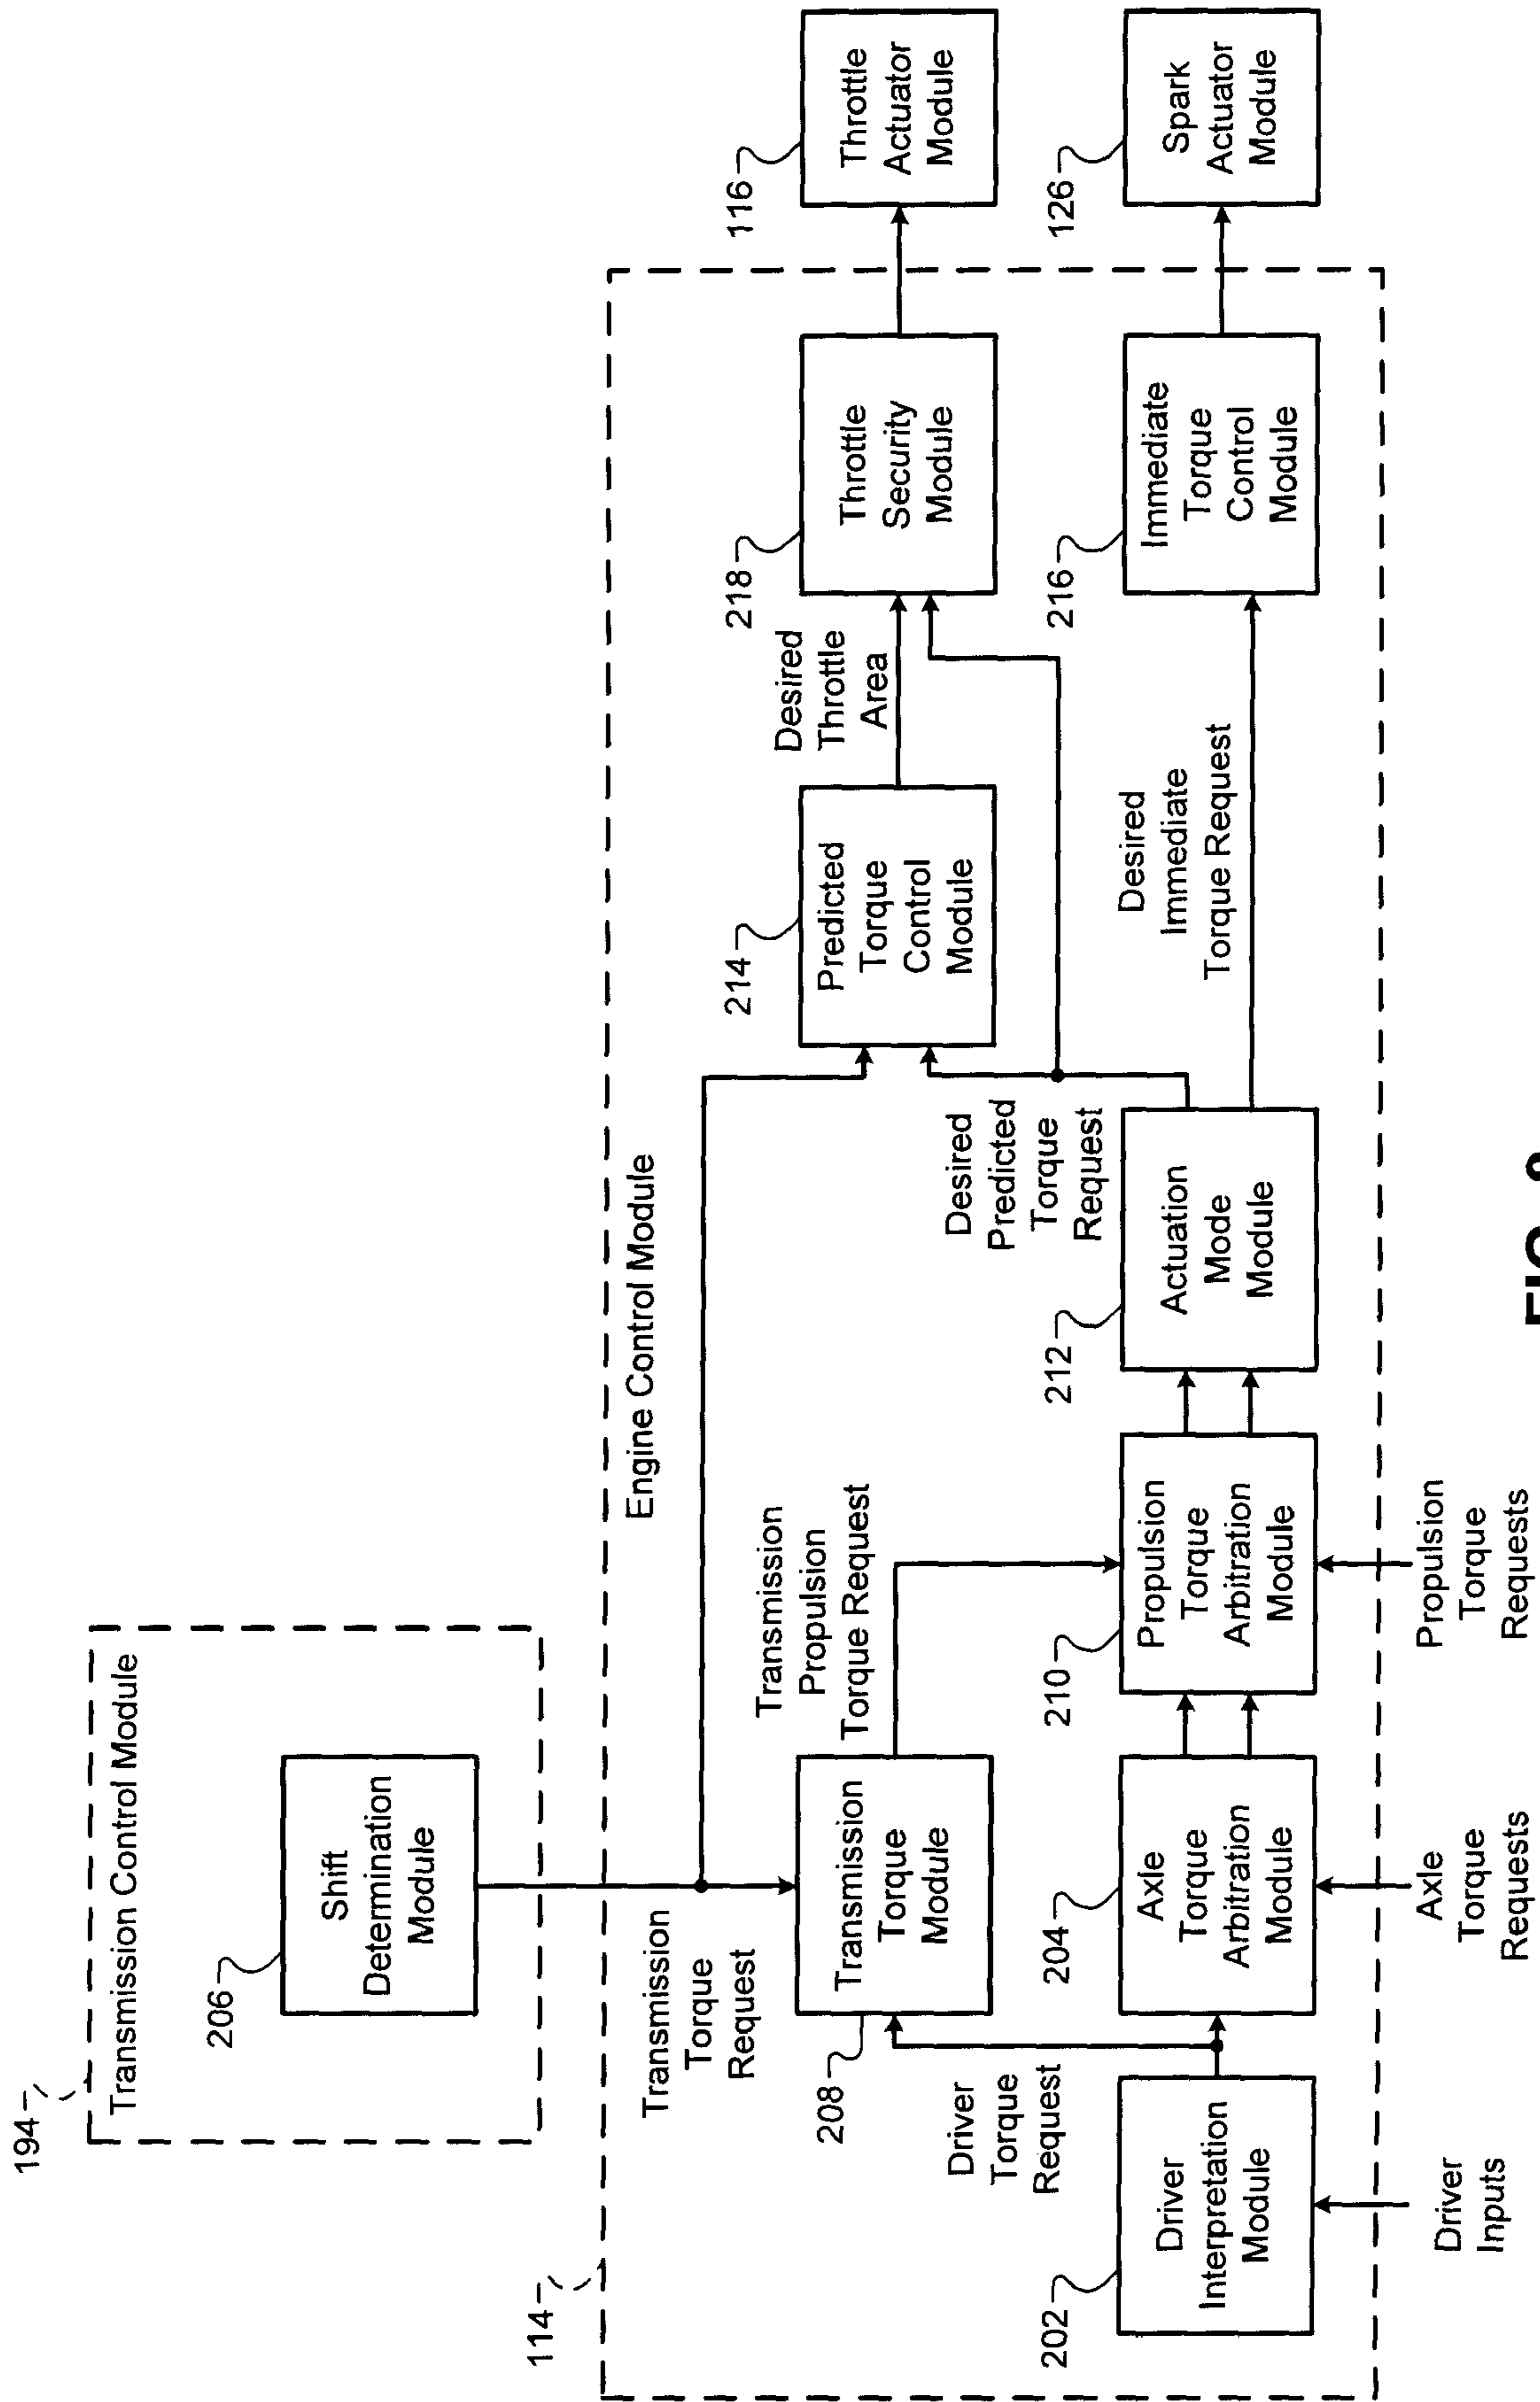 194
Transmission Control Module
206
Shift
Determination
Module
114
Engine Control Module
Transmission
Torque
Request
208
Transmission
Torque
Module
Transmission
Propulsion
Torque Request
214
Predicted
Torque
Control
Module
Desired
Throttle
Area
218
Throttle
Security
Module
116
Throttle
Actuator
Module
Driver
Torque
Request
Desired
Predicted
Torque
Request
202
Driver
Interpretation
Module
204
Axle
Torque
Arbitration
Module
210
Propulsion
Torque
Arbitration
Module
212
Actuation
Mode
Module
Desired
Immediate
Torque Request
216
Immediate
Torque
Control
Module
126
Spark
Actuator
Module
Driver
Inputs
Axle
Torque
Requests
Propulsion
Torque
Requests
FIG